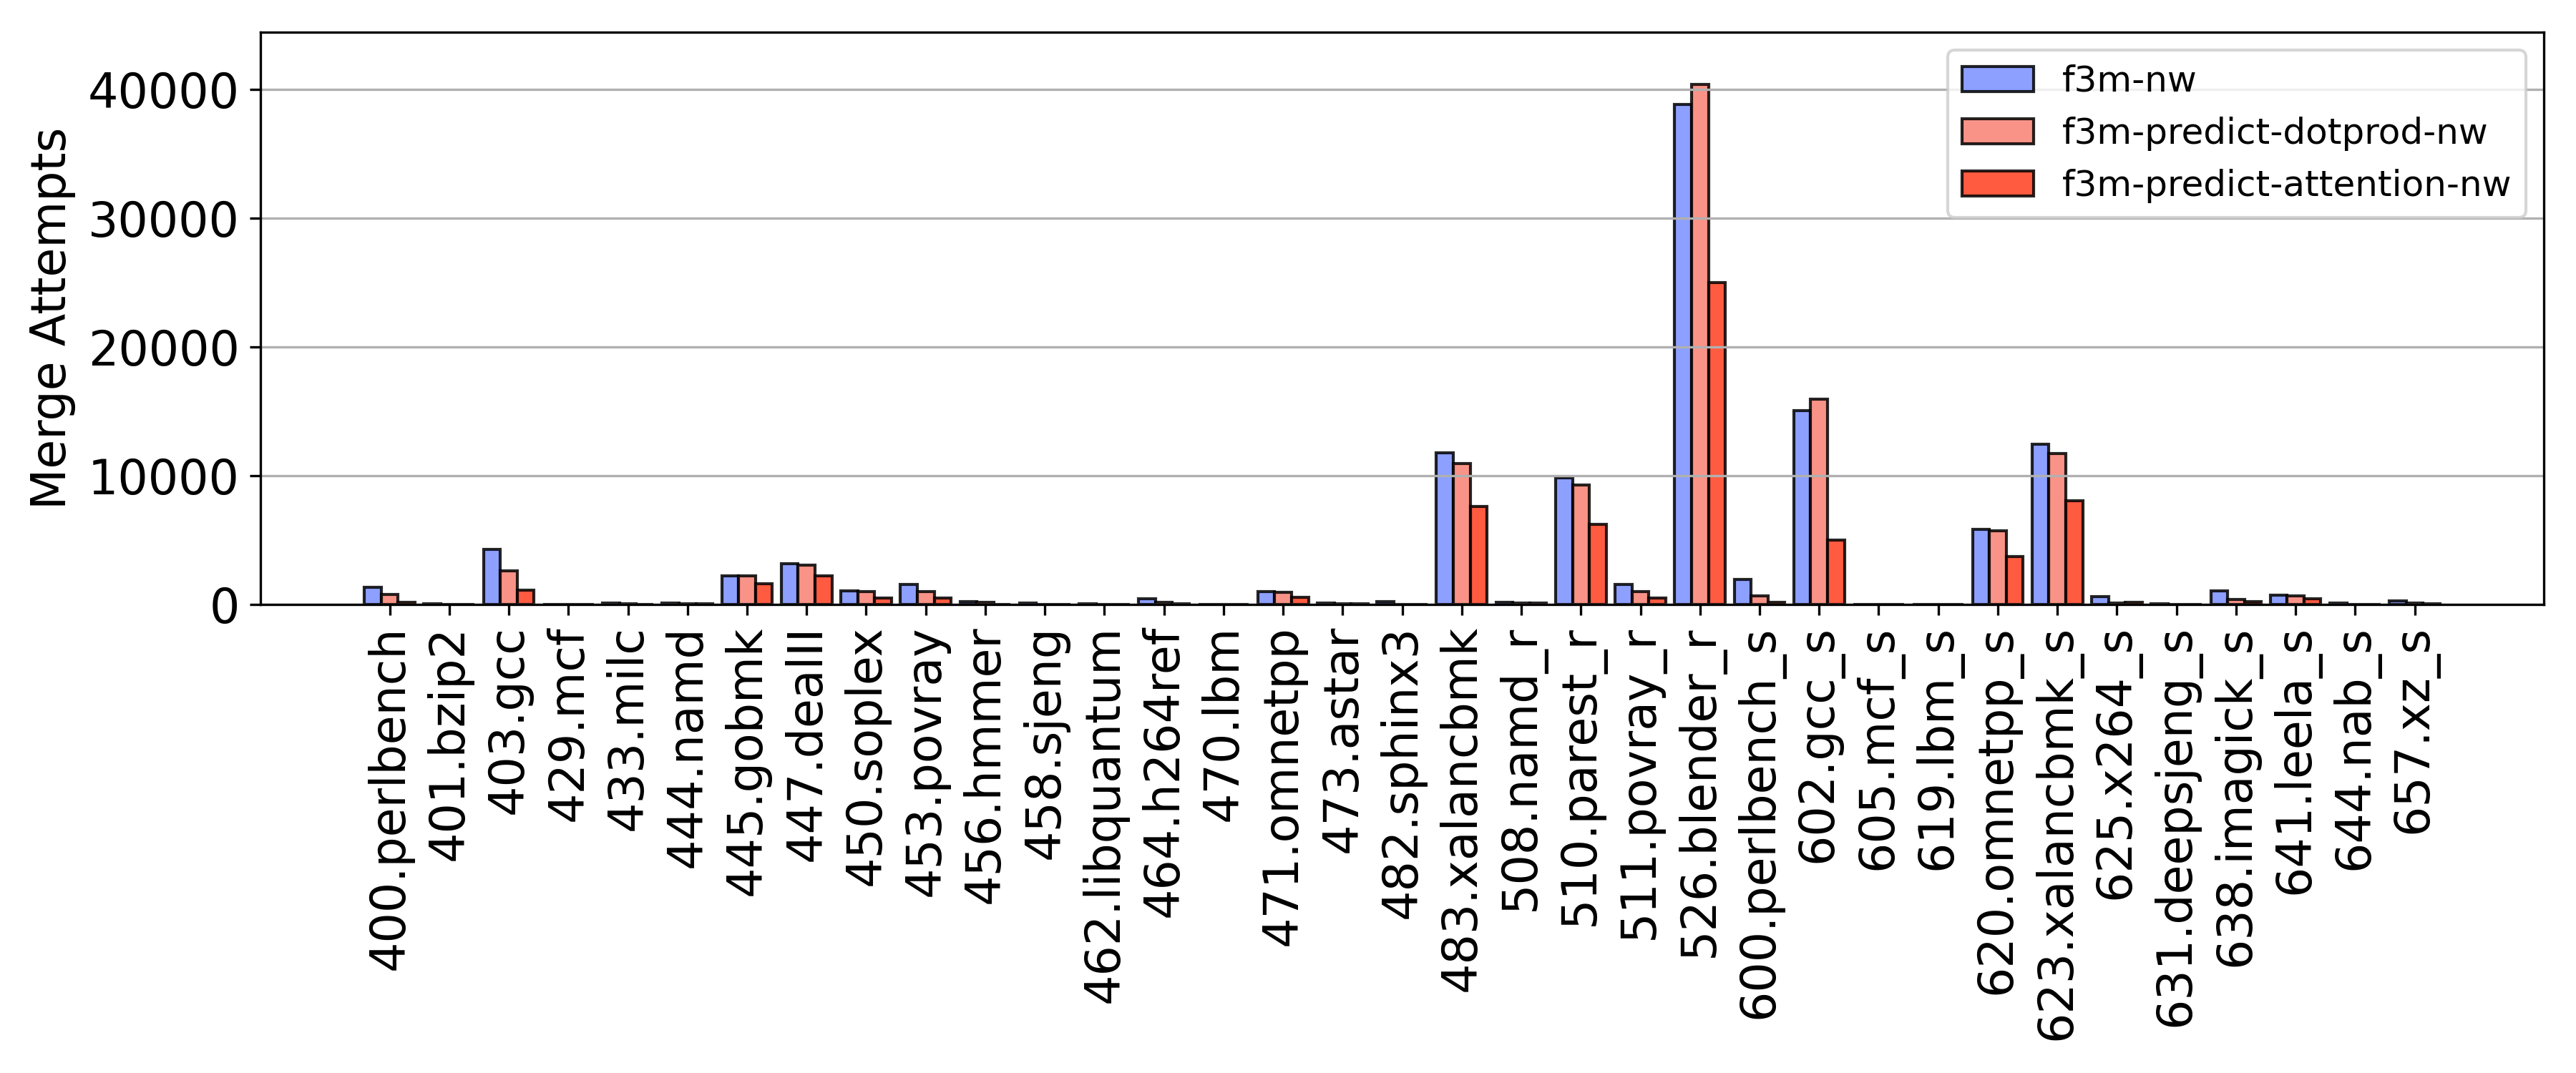 Merge Attempts
40000
30000
20000
10000
0
f3m-nw
f3m-predict-dotprod-nw
f3m-predict-attention-nw
400.perlbench
401.bzip2
403.gcc
429.mcf
433.milc
444.namd
445.gobmk
447.dealII
450.soplex
453.povray
456.hmmer
458.sjeng
462.libquantum
464.h264ref
470.lbm
471.omnetpp
473.astar
482.sphinx3
483.xalancbmk
508.namd_r
510.parest_r
511.povray_r
526.blender_r
600.perlbench_s
602.gcc_s
605.mcf_s
619.lbm_s
620.omnetpp_s
623.xalancbmk_s
625.x264_s
631.deepsjeng_s
638.imagick_s
641.leela_s
644.nab_s
657.xz_s